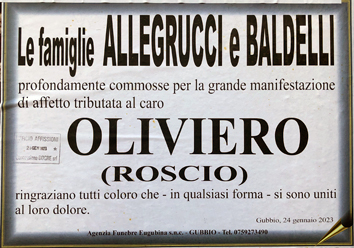 Le famiglie ALLEGRUCCI e BALDELLI
profondamente commosse per la grande manifestazione
di affetto tributata al caro
OLIVIERO
(ROSCIO)
ringraziano tutti coloro che - in qualsiasi forma - si sono uniti
al loro dolore.
Gubbio, 24 gennaio 2023
Agenzia Funebre Eugubina s.n.c. - GUBBIO - Tel. 0759273490